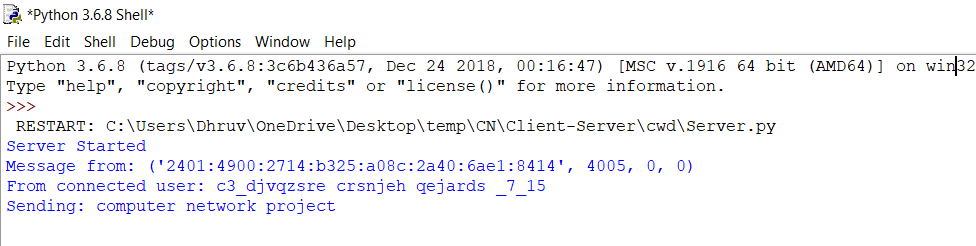 *Python 3.6.8 Shell*
File Edit Shell Debug Options Window Help
Python 3.6.8 (tags/v3.6.8:3c6b436a57, Dec 24 2018, 00:16:47) [MSC v.1916 64 bit (AMD64)] on win32
Type "help", "copyright", "credits" or "license()" for more information.
>>>
RESTART: C:\Users\Dhruv\OneDrive\Desktop\temp\CN\Client-Server\cwd\Server.py
Server Started
Message from: ('2401:4900:2714:b325:a08c:2a40:6ae1:8414', 4005, 0, 0)
From connected user: c3_djvqzsre crsnjeh qejards _7_15
Sending: computer network project